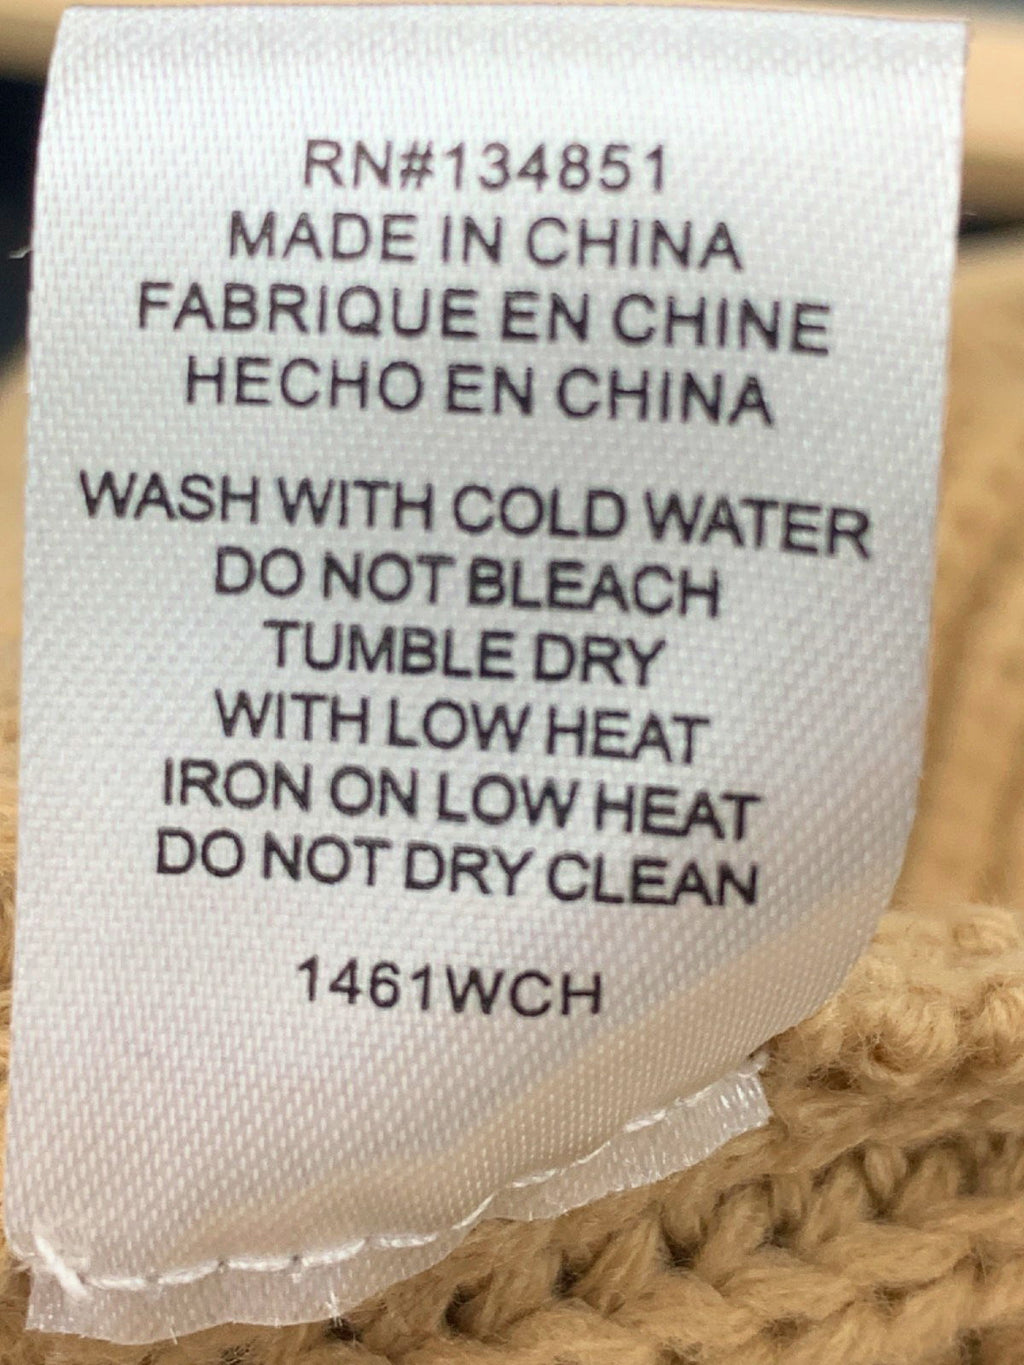 RN#134851
MADE IN CHINA
FABRIQUE EN CHINE
HECHO EN CHINA
WASH WITH COLD WATER
DO NOT BLEACH
TUMBLE DRY
WITH LOW HEAT
IRON ON LOW HEAT
DO NOT DRY CLEAN
1461WCH